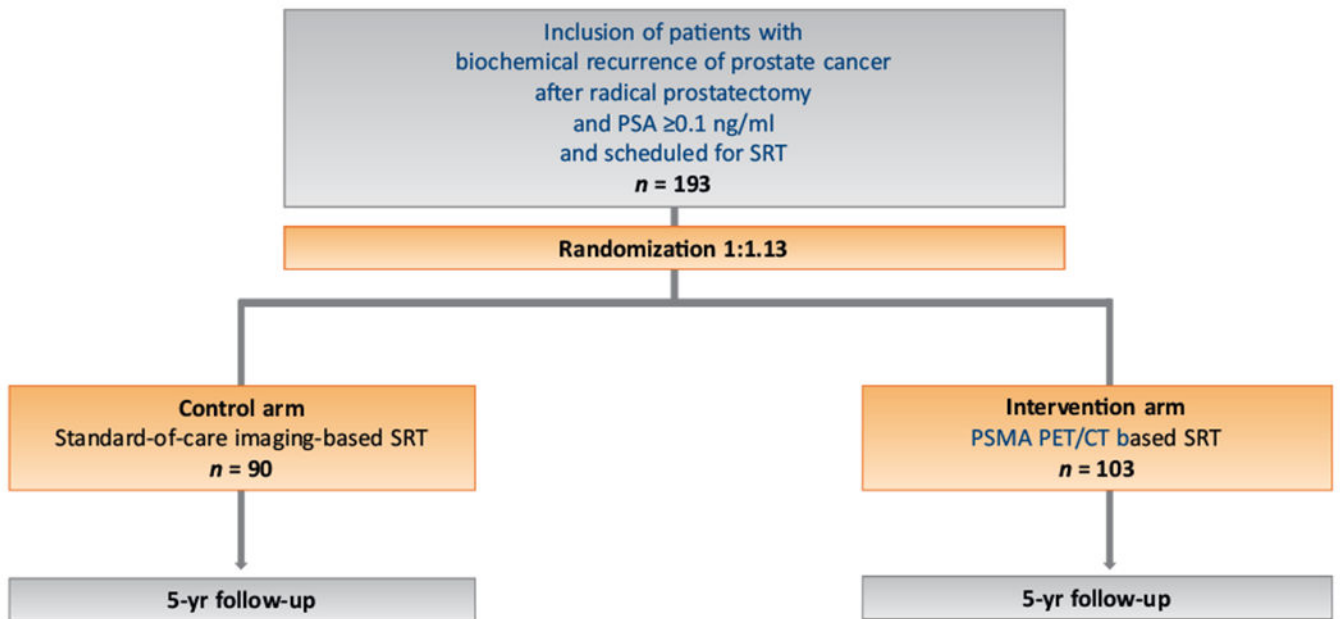 Inclusion of patients with
biochemical recurrence of prostate cancer
after radical prostatectomy
and PSA ≥0.1 ng/ml
and scheduled for SRT
n = 193
Randomization 1:1.13
Control arm
Standard-of-care imaging-based SRT
n = 90
Intervention arm
PSMA PET/CT based SRT
n = 103
5-yr follow-up
5-yr follow-up